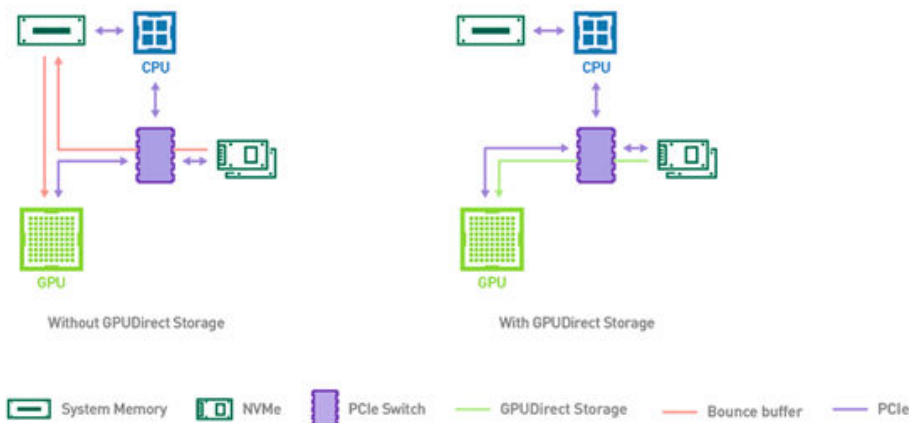 CPU
CPU
GPU
GPU
Without GPUDirect Storage
With GPUDirect Storage
System Memory
NVMe
PCIe Switch
GPUDirect Storage
Bounce buffer
PCIe